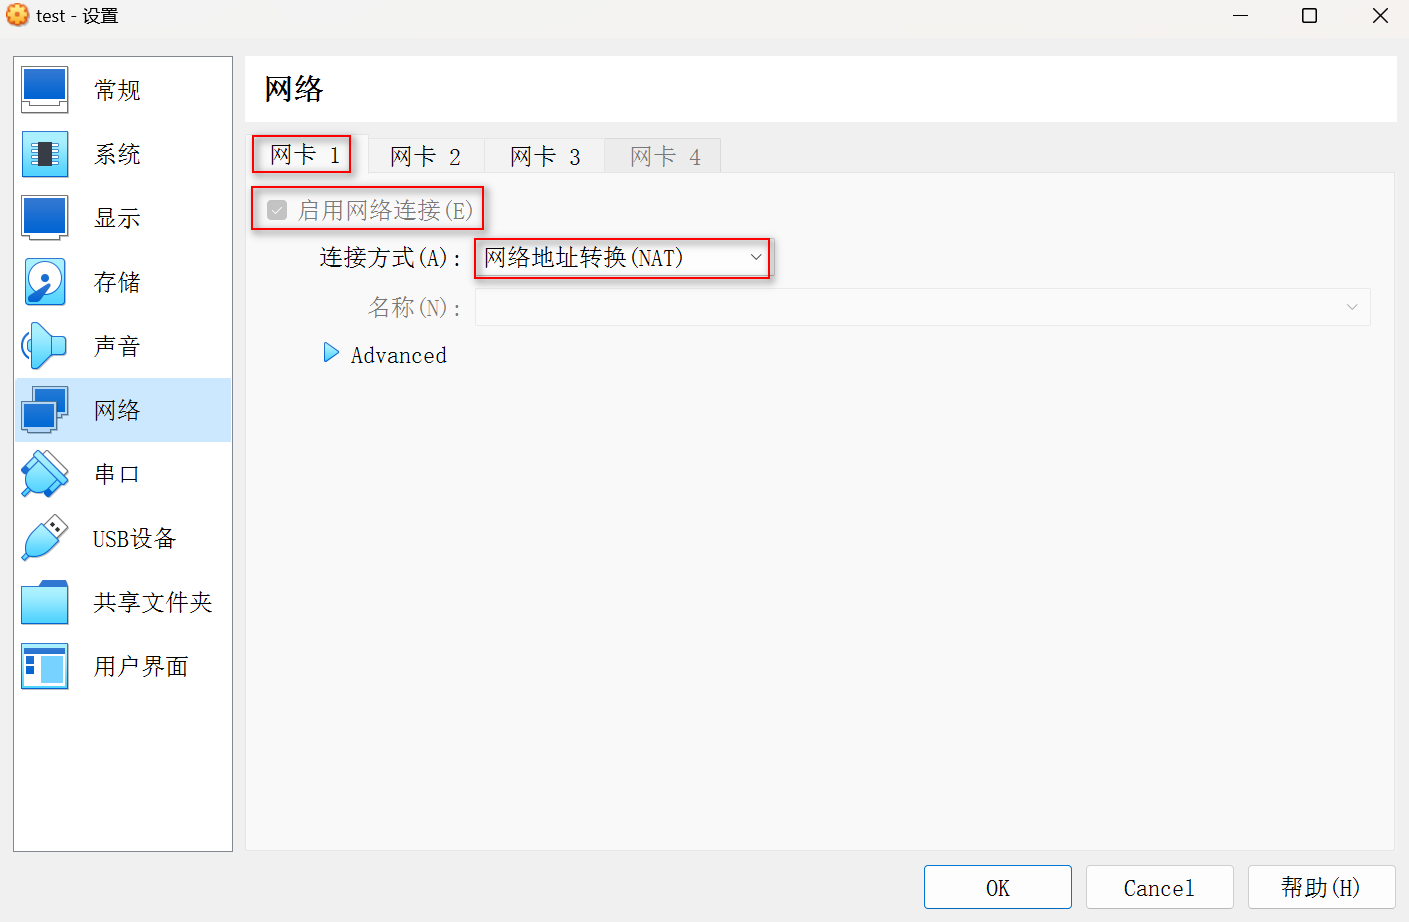 test - 设置
常规
系统
显示
存储
声音
网络
串口
USB设备
共享文件夹
用户界面
网络
网卡 1
网卡 2
网卡 3
网卡 4
启用网络连接(E)
连接方式(A): 网络地址转换(NAT)
名称(N):
Advanced
OK
Cancel
帮助(H)